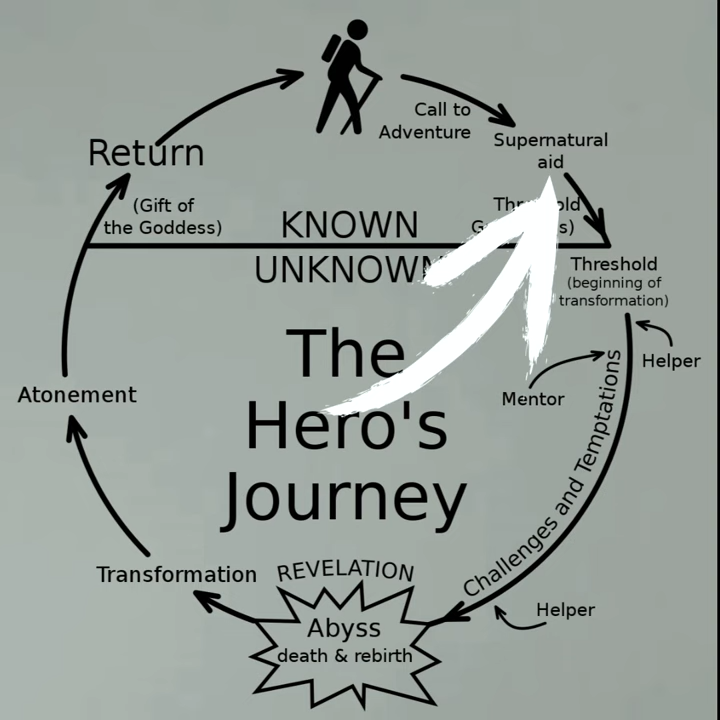 Call to
Adventure
Supernatural
aid
Return
(Gift of
the Goddess)
KNOWN
UNKNOWN
Threshold
(beginning of
transformation)
Helper
Mentor
The
Hero's
Journey
Challenges and Temptations
Atonement
Transformation
REVELATION
Abyss
death & rebirth
Helper